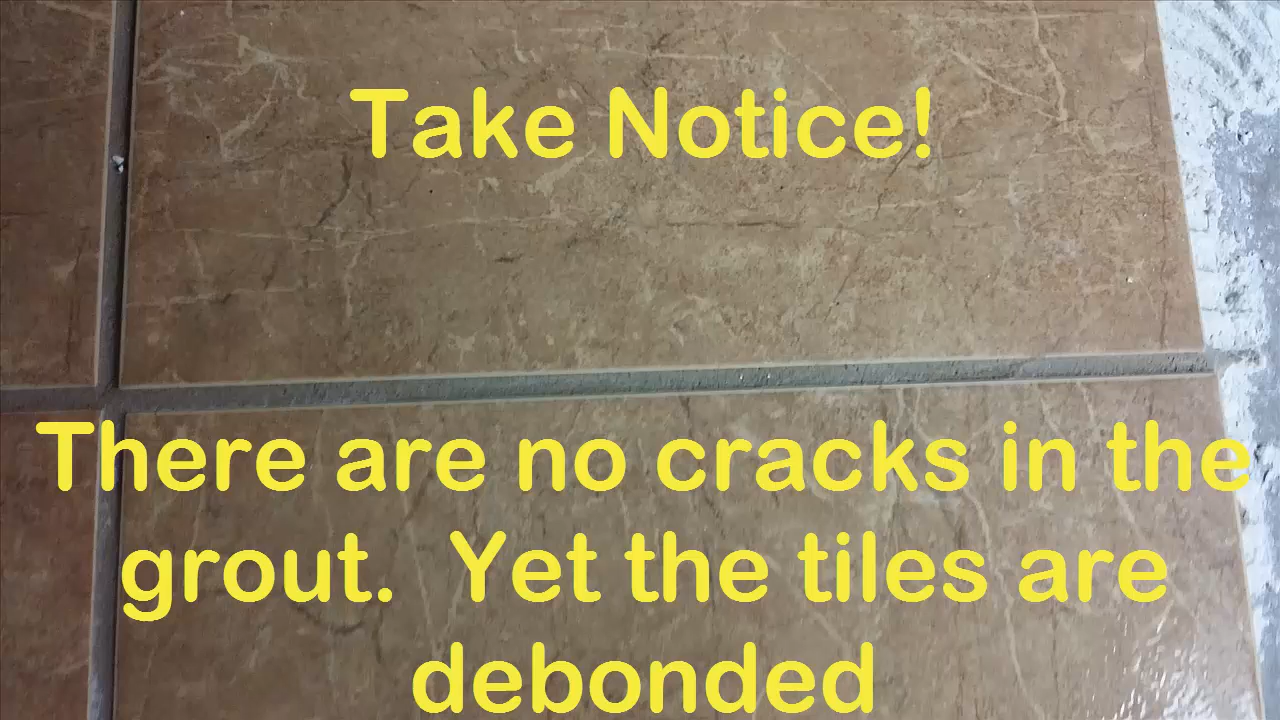 Take Notice!
There are no cracks in the
grout.  Yet the tiles are
debonded